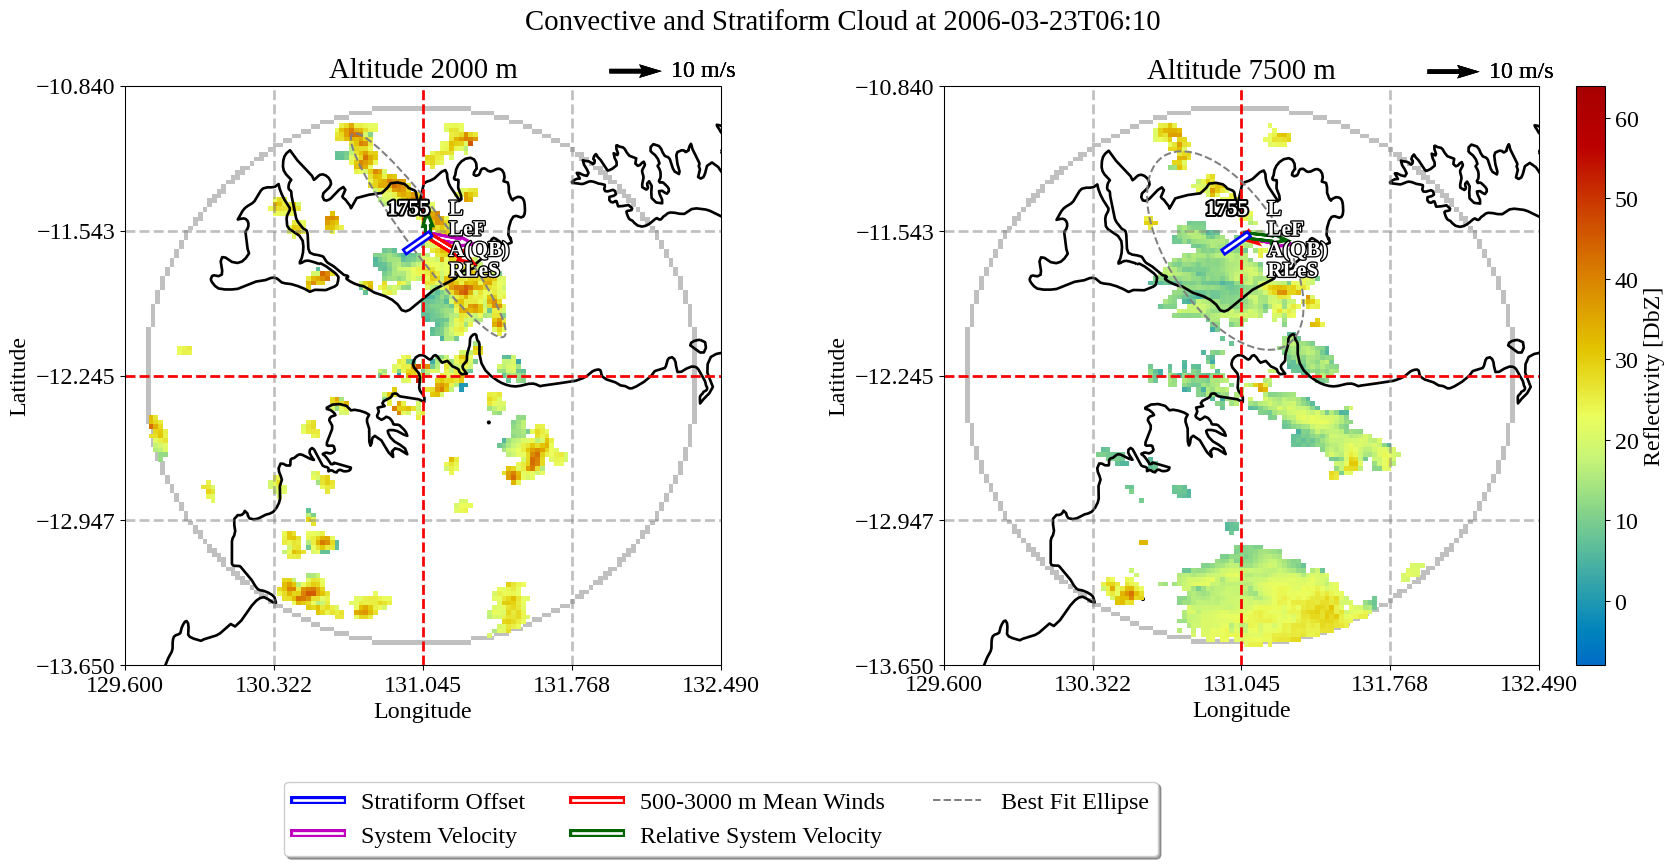 Convective and Stratiform Cloud at 2006-03-23T06:10
Altitude 2000 m
10 m/s
Altitude 7500 m
10 m/s
−10.840
−11.543
−12.245
−12.947
−13.650
Latitude
129.600
130.322
131.045
131.768
132.490
Longitude
1755
L
LeF
A(QB)
RLeS
−10.840
−11.543
−12.245
−12.947
−13.650
Latitude
129.600
130.322
131.045
131.768
132.490
Longitude
1755
L
LeF
A(QB)
RLeS
60
50
40
30
20
10
0
Reflectivity [DbZ]
Stratiform Offset
500-3000 m Mean Winds
Best Fit Ellipse
System Velocity
Relative System Velocity